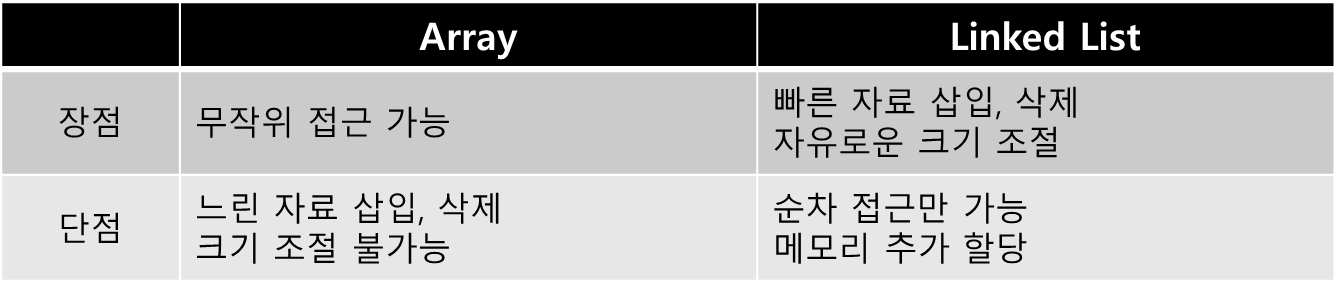 Array
Linked List
장점
무작위 접근 가능
빠른 자료 삽입, 삭제
자유로운 크기 조절
단점
느린 자료 삽입, 삭제
크기 조절 불가능
순차 접근만 가능
메모리 추가 할당